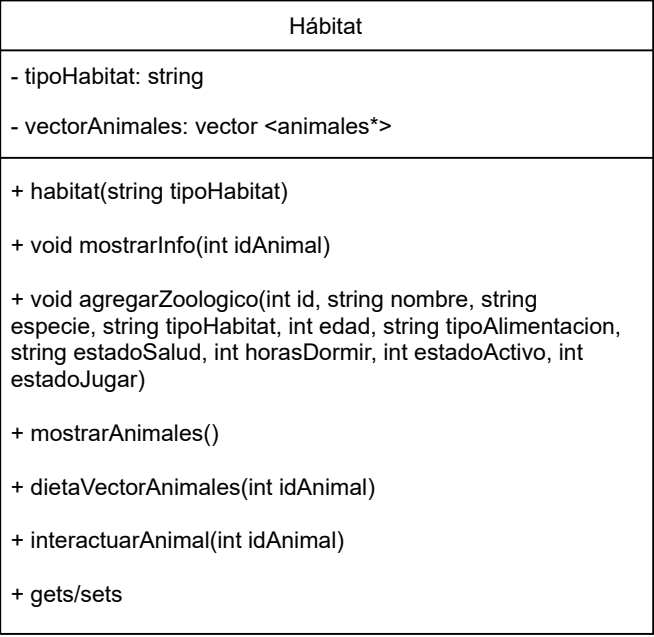 Hábitat
- tipoHabitat: string
- vectorAnimales: vector <animales*>
+ habitat(string tipoHabitat)
+ void mostrarInfo(int idAnimal)
+ void agregarZoologico(int id, string nombre, string
especie, string tipoHabitat, int edad, string tipoAlimentacion,
string estadoSalud, int horasDormir, int estadoActivo, int
estadoJugar)
+ mostrarAnimales()
+ dietaVectorAnimales(int idAnimal)
+ interactuarAnimal(int idAnimal)
+ gets/sets